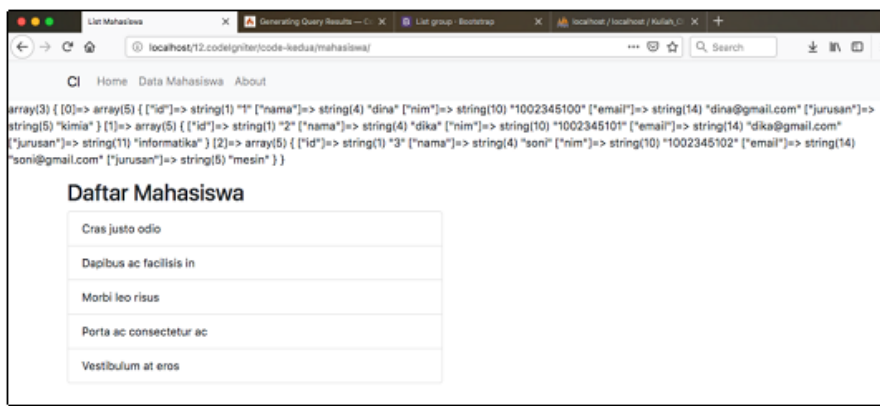 List Mahasiswa
Generating Query Results — C
List group · Bootstrap
localhost / localhost / Kuliah_C
localhost/12.codeIgniter/code-kedua/mahasiswa/
Search
CI Home Data Mahasiswa About
array(3) { [0]=> array(5) { ["id"]=> string(1) "1" ["nama"]=> string(4) "dina" ["nim"]=> string(10) "1002345100" ["email"]=> string(14) "dina@gmail.com" ["jurusan"]=>
string(5) "kimia" } [1]=> array(5) { ["id"]=> string(1) "2" ["nama"]=> string(4) "dika" ["nim"]=> string(10) "1002345101" ["email"]=> string(14) "dika@gmail.com"
["jurusan"]=> string(11) "informatika" } [2]=> array(5) { ["id"]=> string(1) "3" ["nama"]=> string(4) "soni" ["nim"]=> string(10) "1002345102" ["email"]=> string(14)
"soni@gmail.com" ["jurusan"]=> string(5) "mesin" } }
Daftar Mahasiswa
Cras justo odio
Dapibus ac facilisis in
Morbi leo risus
Porta ac consectetur ac
Vestibulum at eros